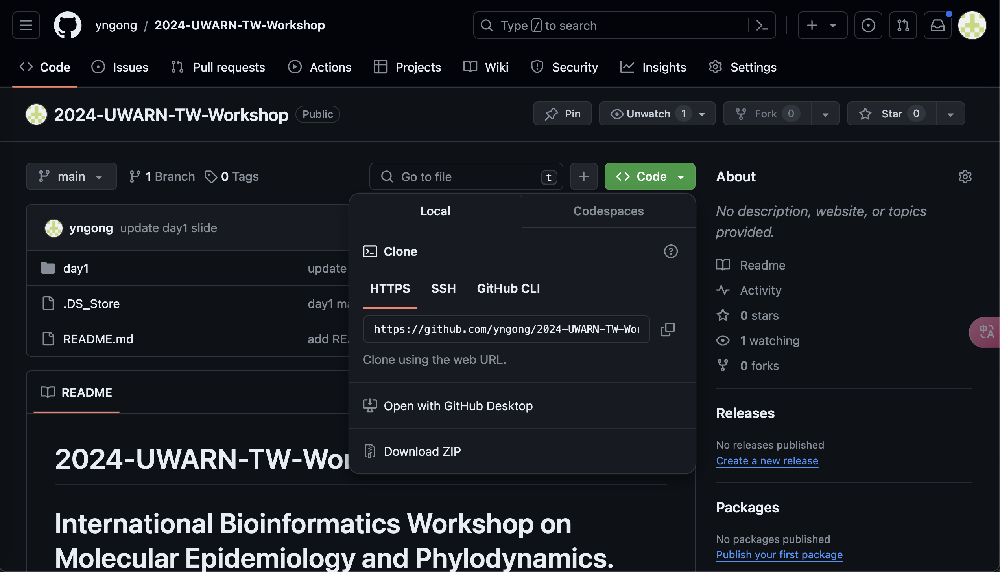 yngong / 2024-UWARN-TW-Workshop
Type / to search
Code Issues Pull requests Actions Projects Wiki Security Insights Settings
2024-UWARN-TW-Workshop Public
Pin Unwatch 1 Fork 0 Star 0
main 1 Branch 0 Tags
Go to file t
Code
Local Codespaces
Clone
HTTPS SSH GitHub CLI
https://github.com/yngong/2024-UWARN-TW-Wor
Clone using the web URL.
Open with GitHub Desktop
Download ZIP
yngong update day1 slide
day1 update
.DS_Store day1 ma
README.md add REA
README
2024-UWARN-TW-Wor
International Bioinformatics Workshop on
Molecular Epidemiology and Phylodynamics.
About
No description, website, or topics
provided.
Readme
Activity
0 stars
1 watching
0 forks
Releases
No releases published
Create a new release
Packages
No packages published
Publish your first package
中A